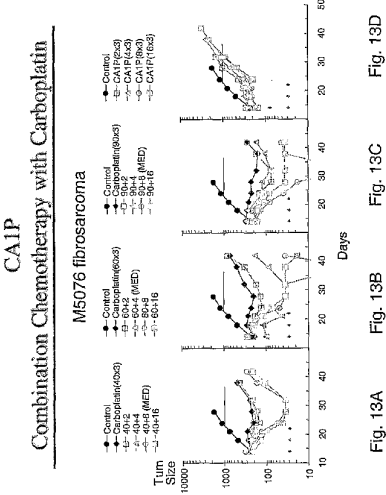 CA1P
Combination Chemotherapy with Carboplatin
M5076 fibrosarcoma
Control
Carboplatin(40x3)
40+2
40+4
40+8 (MED)
40+16
Control
Carboplatin(60x3)
60+2
60+4 (MED)
60+8
60+16
Control
Carboplatin(90x3)
90+2
90+4
90+8 (MED)
90+16
Control
CA1P(2x3)
CA1P(4x3)
CA1P(8x3)
CA1P(16x3)
Tum
Size
10000
1000
100
10
20
30
40
20
30
40
20
30
40
20
30
40
50
Days
Fig. 13A
Fig. 13B
Fig. 13C
Fig. 13D